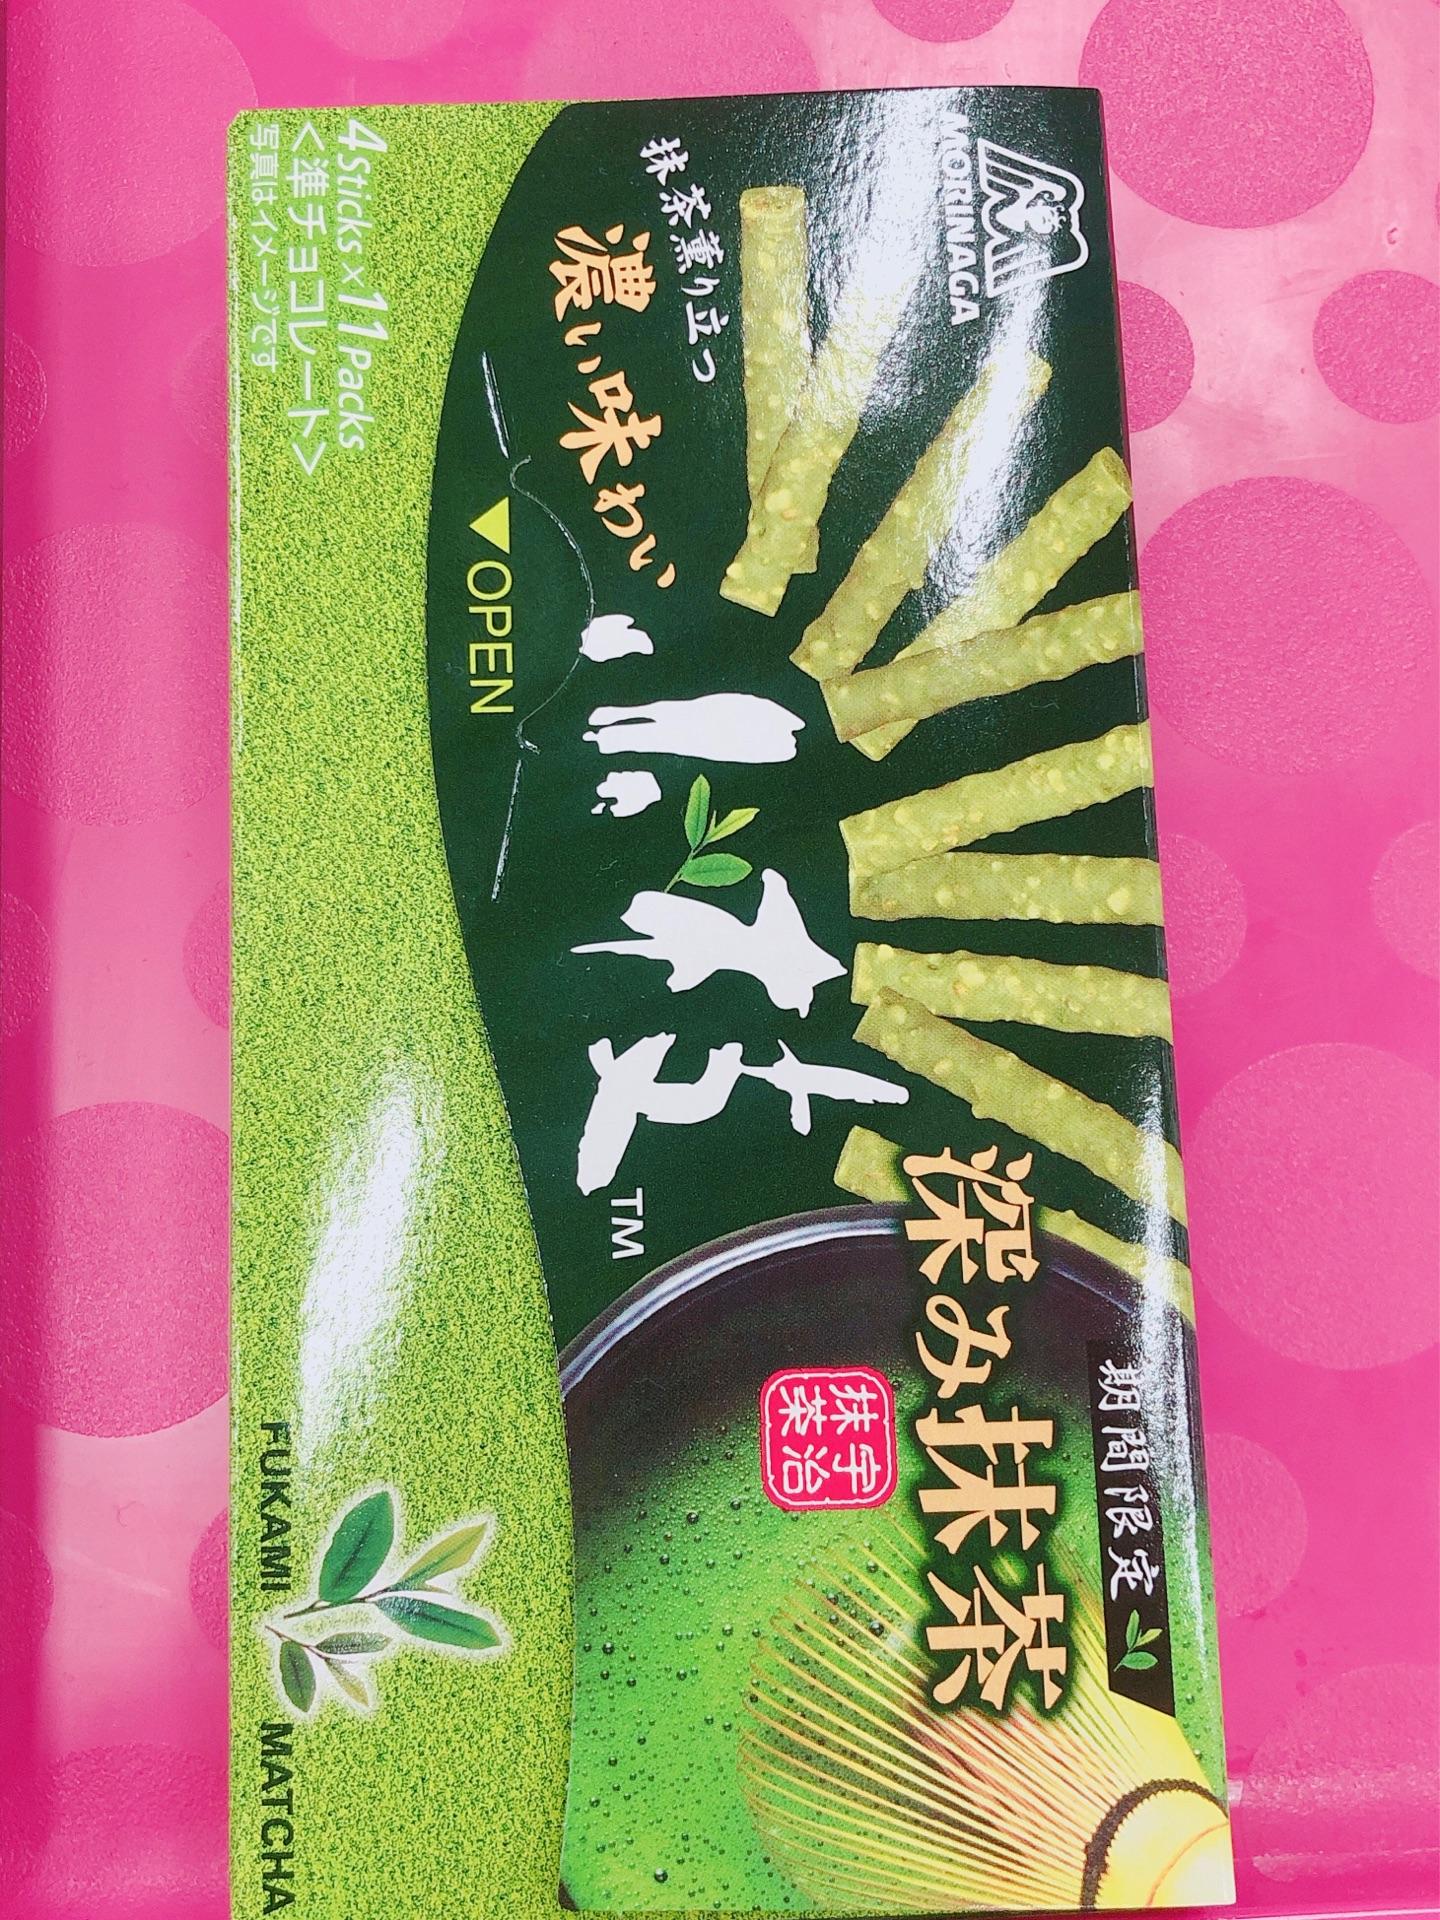 MORINAGA
期間限定
抹茶薫り立つ
濃い味わい
小枝
TM
深み抹茶
宇治
抹茶
OPEN
4Sticks×11Packs
<準チョコレート>
写真はイメージです
FUKAMI MATCHA